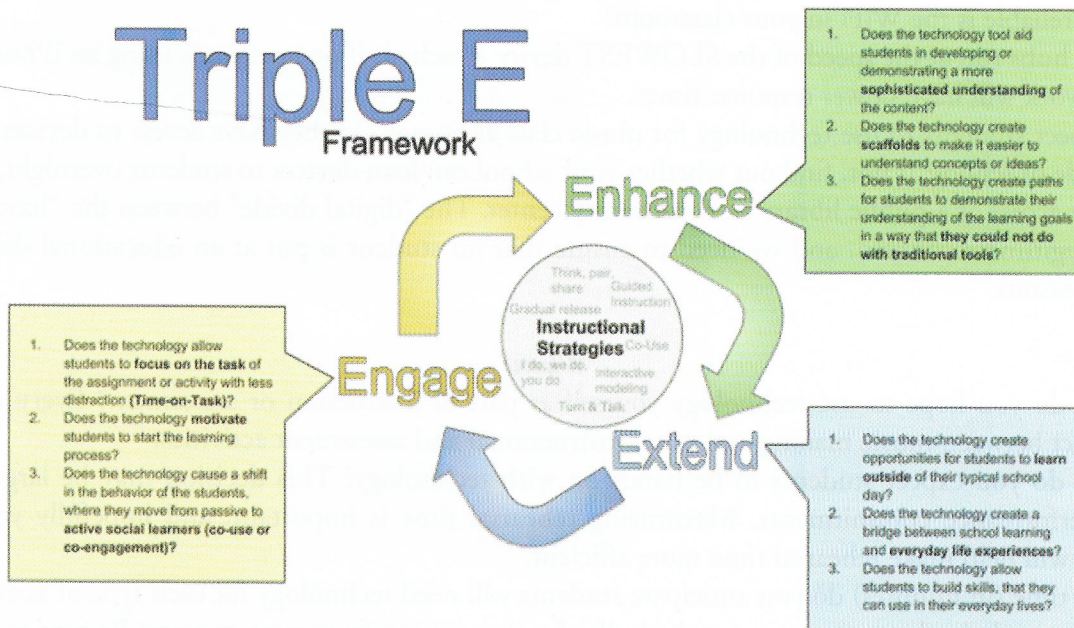 Triple E
Framework
Enhance
1. Does the technology tool aid
students in developing or
demonstrating a more
sophisticated understanding of
the content?
2. Does the technology create
scaffolds to make it easier to
understand concepts or ideas?
3. Does the technology create paths
for students to demonstrate their
understanding of the learning goals
in a way that they could not do
with traditional tools?
Think, pair,
share
Guided
Instruction
Gradual release
Instructional
Strategies
Co-Use
I do, we do,
you do
Interactive
modeling
Turn & Talk
Engage
1. Does the technology allow
students to focus on the task of
the assignment or activity with less
distraction (Time-on-Task)?
2. Does the technology motivate
students to start the learning
process?
3. Does the technology cause a shift
in the behavior of the students,
where they move from passive to
active social learners (co-use or
co-engagement)?
Extend
1. Does the technology create
opportunities for students to learn
outside of their typical school
day?
2. Does the technology create a
bridge between school learning
and everyday life experiences?
3. Does the technology allow
students to build skills, that they
can use in their everyday lives?